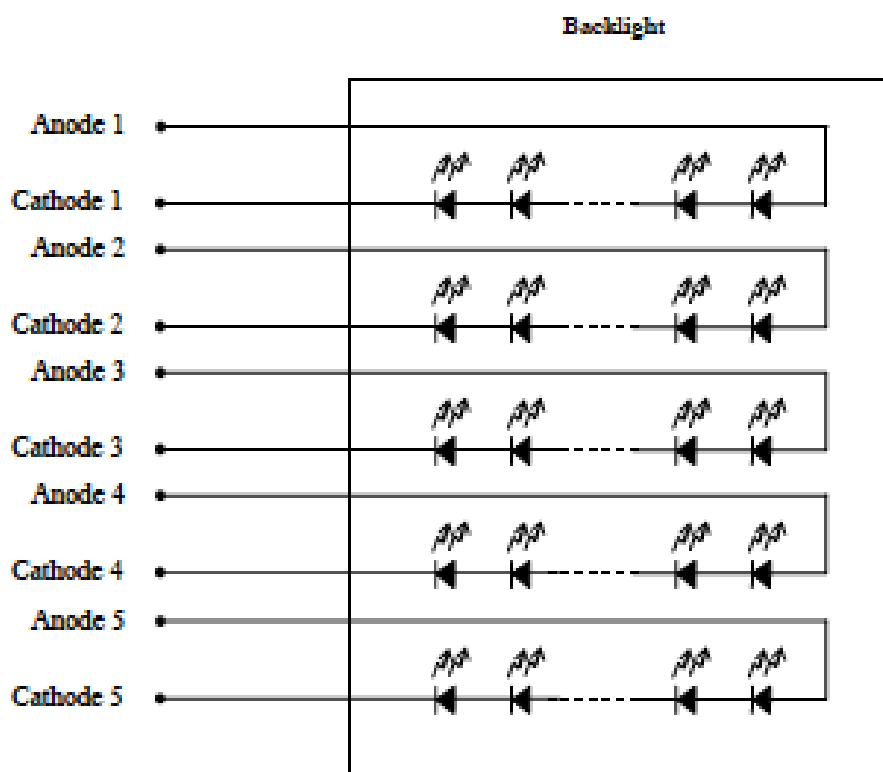 Backlight
Anode 1
Cathode 1
Anode 2
Cathode 2
Anode 3
Cathode 3
Anode 4
Cathode 4
Anode 5
Cathode 5